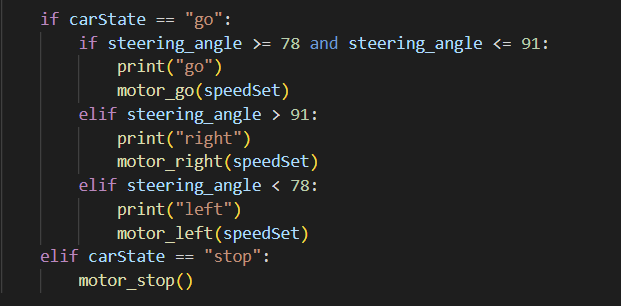 if carState == "go":
    if steering_angle >= 78 and steering_angle <= 91:
        print("go")
        motor_go(speedSet)
    elif steering_angle > 91:
        print("right")
        motor_right(speedSet)
    elif steering_angle < 78:
        print("left")
        motor_left(speedSet)
elif carState == "stop":
    motor_stop()